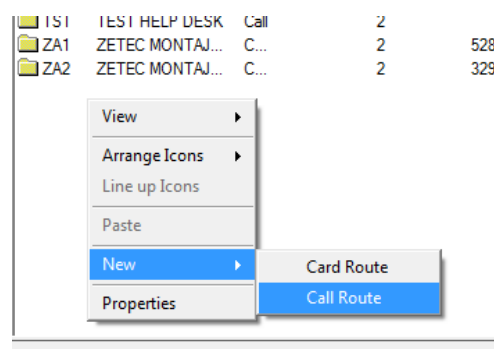 TST TEST HELP DESK Call 2
ZA1 ZETEC MONTAJ... C... 2 528
ZA2 ZETEC MONTAJ... C... 2 329
View
Arrange Icons
Line up Icons
Paste
New
Card Route
Call Route
Properties